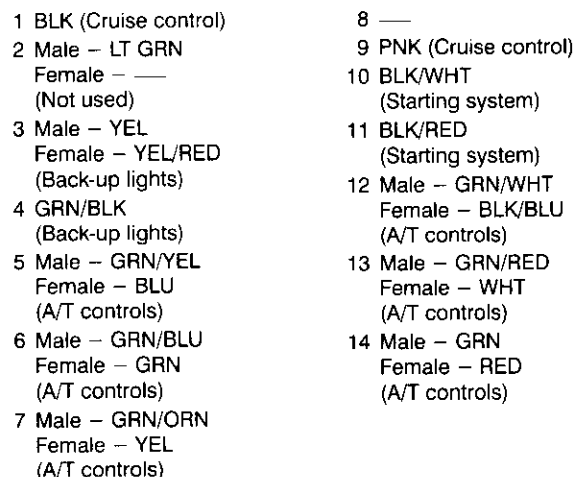 1 BLK (Cruise control)
2 Male – LT GRN
Female – —
(Not used)
3 Male – YEL
Female – YEL/RED
(Back-up lights)
4 GRN/BLK
(Back-up lights)
5 Male – GRN/YEL
Female – BLU
(A/T controls)
6 Male – GRN/BLU
Female – GRN
(A/T controls)
7 Male – GRN/ORN
Female – YEL
(A/T controls)
8 —
9 PNK (Cruise control)
10 BLK/WHT
(Starting system)
11 BLK/RED
(Starting system)
12 Male – GRN/WHT
Female – BLK/BLU
(A/T controls)
13 Male – GRN/RED
Female – WHT
(A/T controls)
14 Male – GRN
Female – RED
(A/T controls)